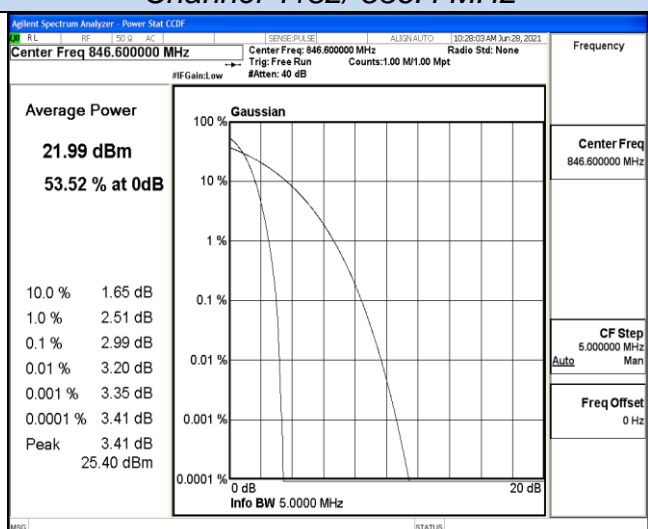 Agilent Spectrum Analyzer - Power Stat CCDF
RL RF 50 Ω AC SENSE:PULSE ALIGN AUTO 10:28:03 AM Jun 28, 2021
Center Freq 846.600000 MHz
Center Freq: 846.600000 MHz Radio Std: None
Trig: Free Run Counts:1.00 M/1.00 Mpt
#IFGain:Low #Atten: 40 dB
Frequency
Average Power
21.99 dBm
53.52 % at 0dB
10.0 % 1.65 dB
1.0 % 2.51 dB
0.1 % 2.99 dB
0.01 % 3.20 dB
0.001 % 3.35 dB
0.0001 % 3.41 dB
Peak 3.41 dB
25.40 dBm
Gaussian
100 %
10 %
1 %
0.1 %
0.01 %
0.001 %
0.0001 %
0 dB 20 dB
Info BW 5.0000 MHz
Center Freq
846.600000 MHz
CF Step
5.000000 MHz
Auto Man
Freq Offset
0 Hz
MSG STATUS